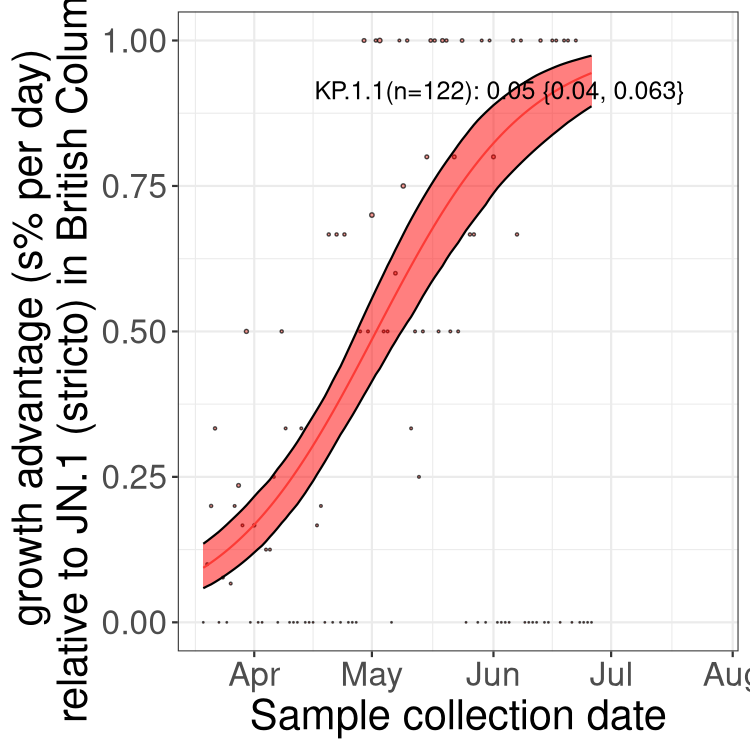 growth advantage (s% per day)
relative to JN.1 (stricto) in British Colum
1.00
0.75
0.50
0.25
0.00
KP.1.1(n=122): 0.05 {0.04, 0.063}
Apr May Jun Jul Aug
Sample collection date